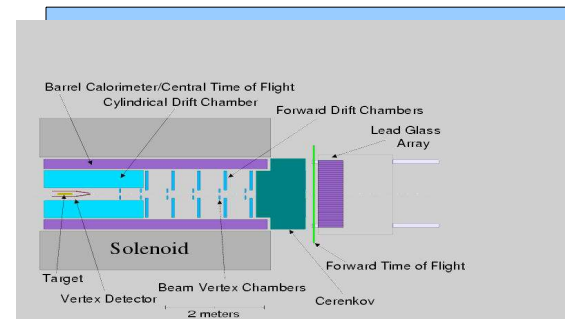 Barrel Calorimeter/Central Time of Flight
Cylindrical Drift Chamber
Forward Drift Chambers
Lead Glass
Array
Solenoid
Target
Vertex Detector
Beam Vertex Chambers
2 meters
Cerenkov
Forward Time of Flight